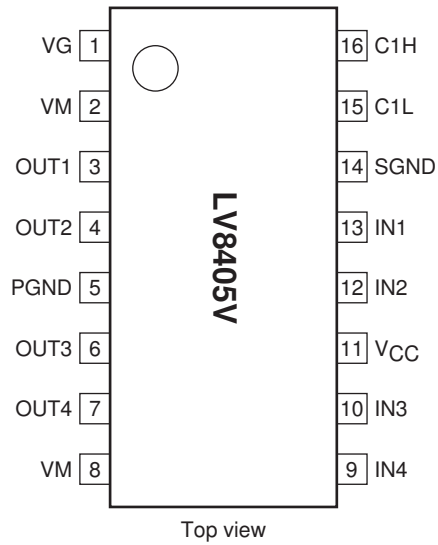 VG 1 16 C1H
VM 2 15 C1L
OUT1 3 14 SGND
OUT2 4 13 IN1
PGND 5 12 IN2
OUT3 6 11 VCC
OUT4 7 10 IN3
VM 8 9 IN4
LV8405V
Top view